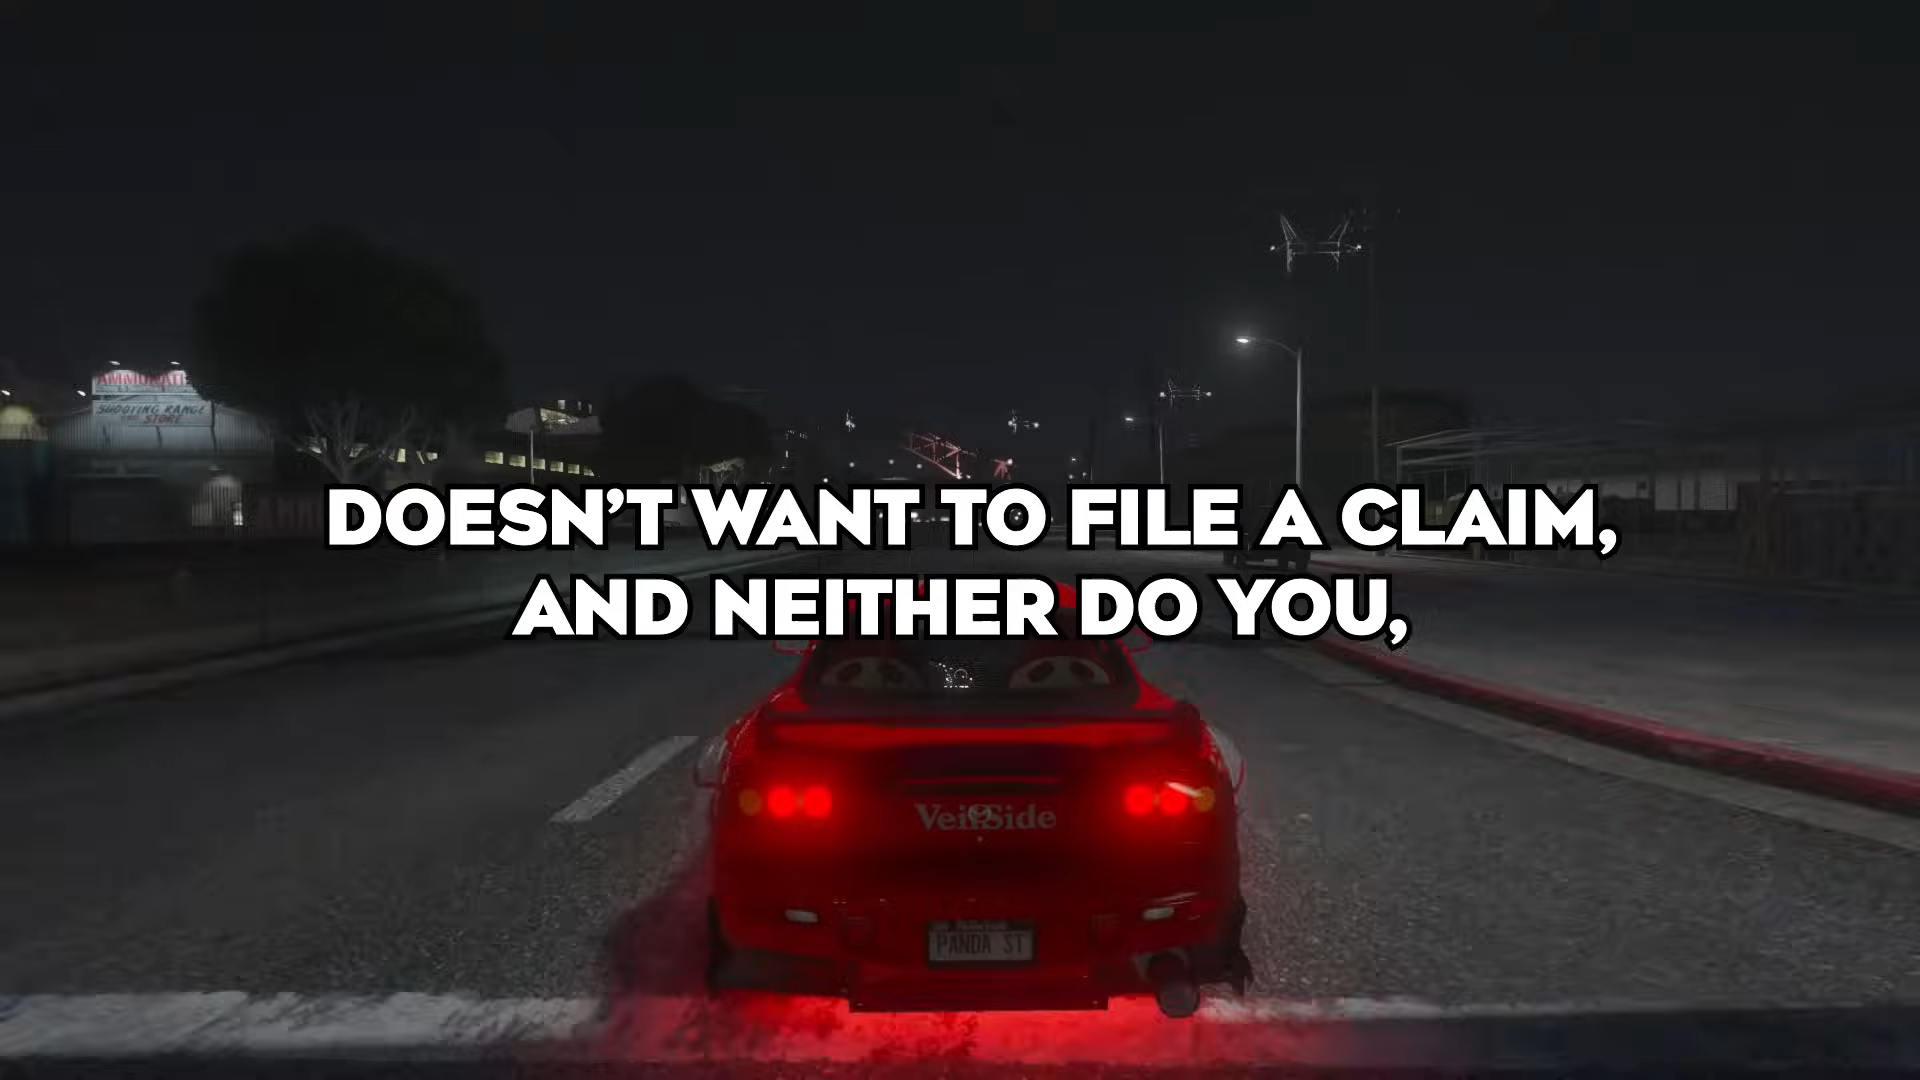 SHOOTING RANGE
STORE
DOESN’T WANT TO FILE A CLAIM,
AND NEITHER DO YOU,
VeilSide
PANDA ST